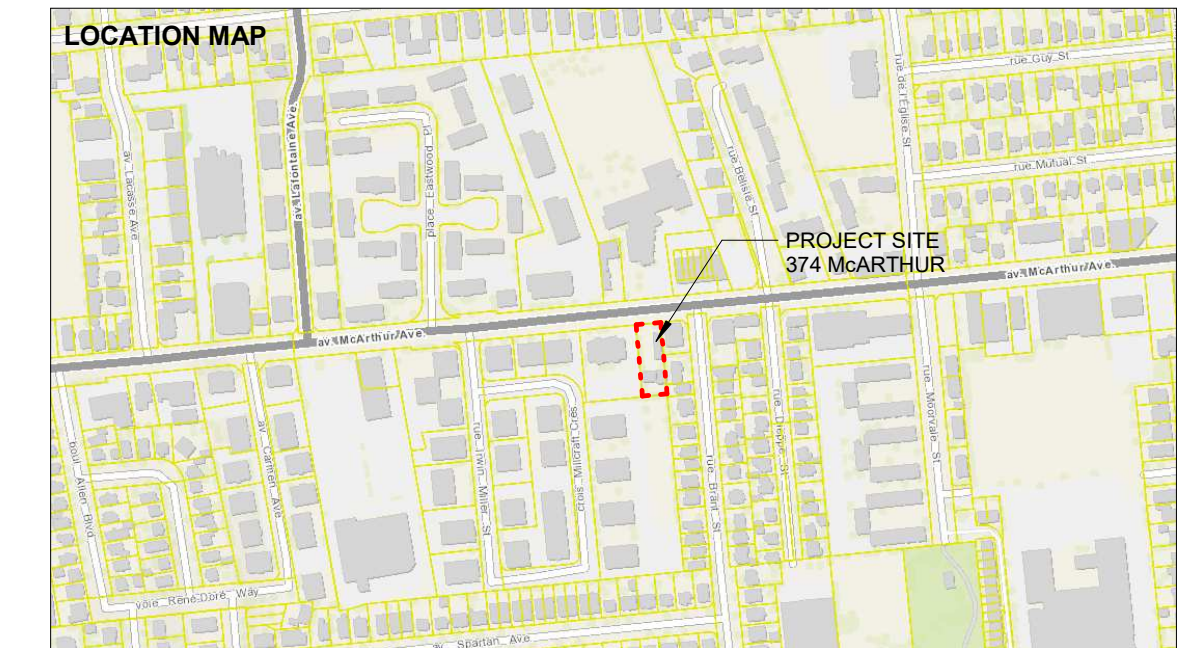 LOCATION MAP
rue Guy St
rue de l'Église St
av. Lafontaine Ave.
av. Lacasse Ave
place Eastwood Pl
rue Belisle St
rue Mutual St
PROJECT SITE
374 McARTHUR
av. McArthur Ave.
av. McArthur Ave.
rue Irwin Miller St
crois Millcraft Cres
av. Carmen Ave
boul Allen Blvd
rue Brant St
rue Dieppe St
rue Moorvale St
voie René-Doré Way
av. Spartan Ave